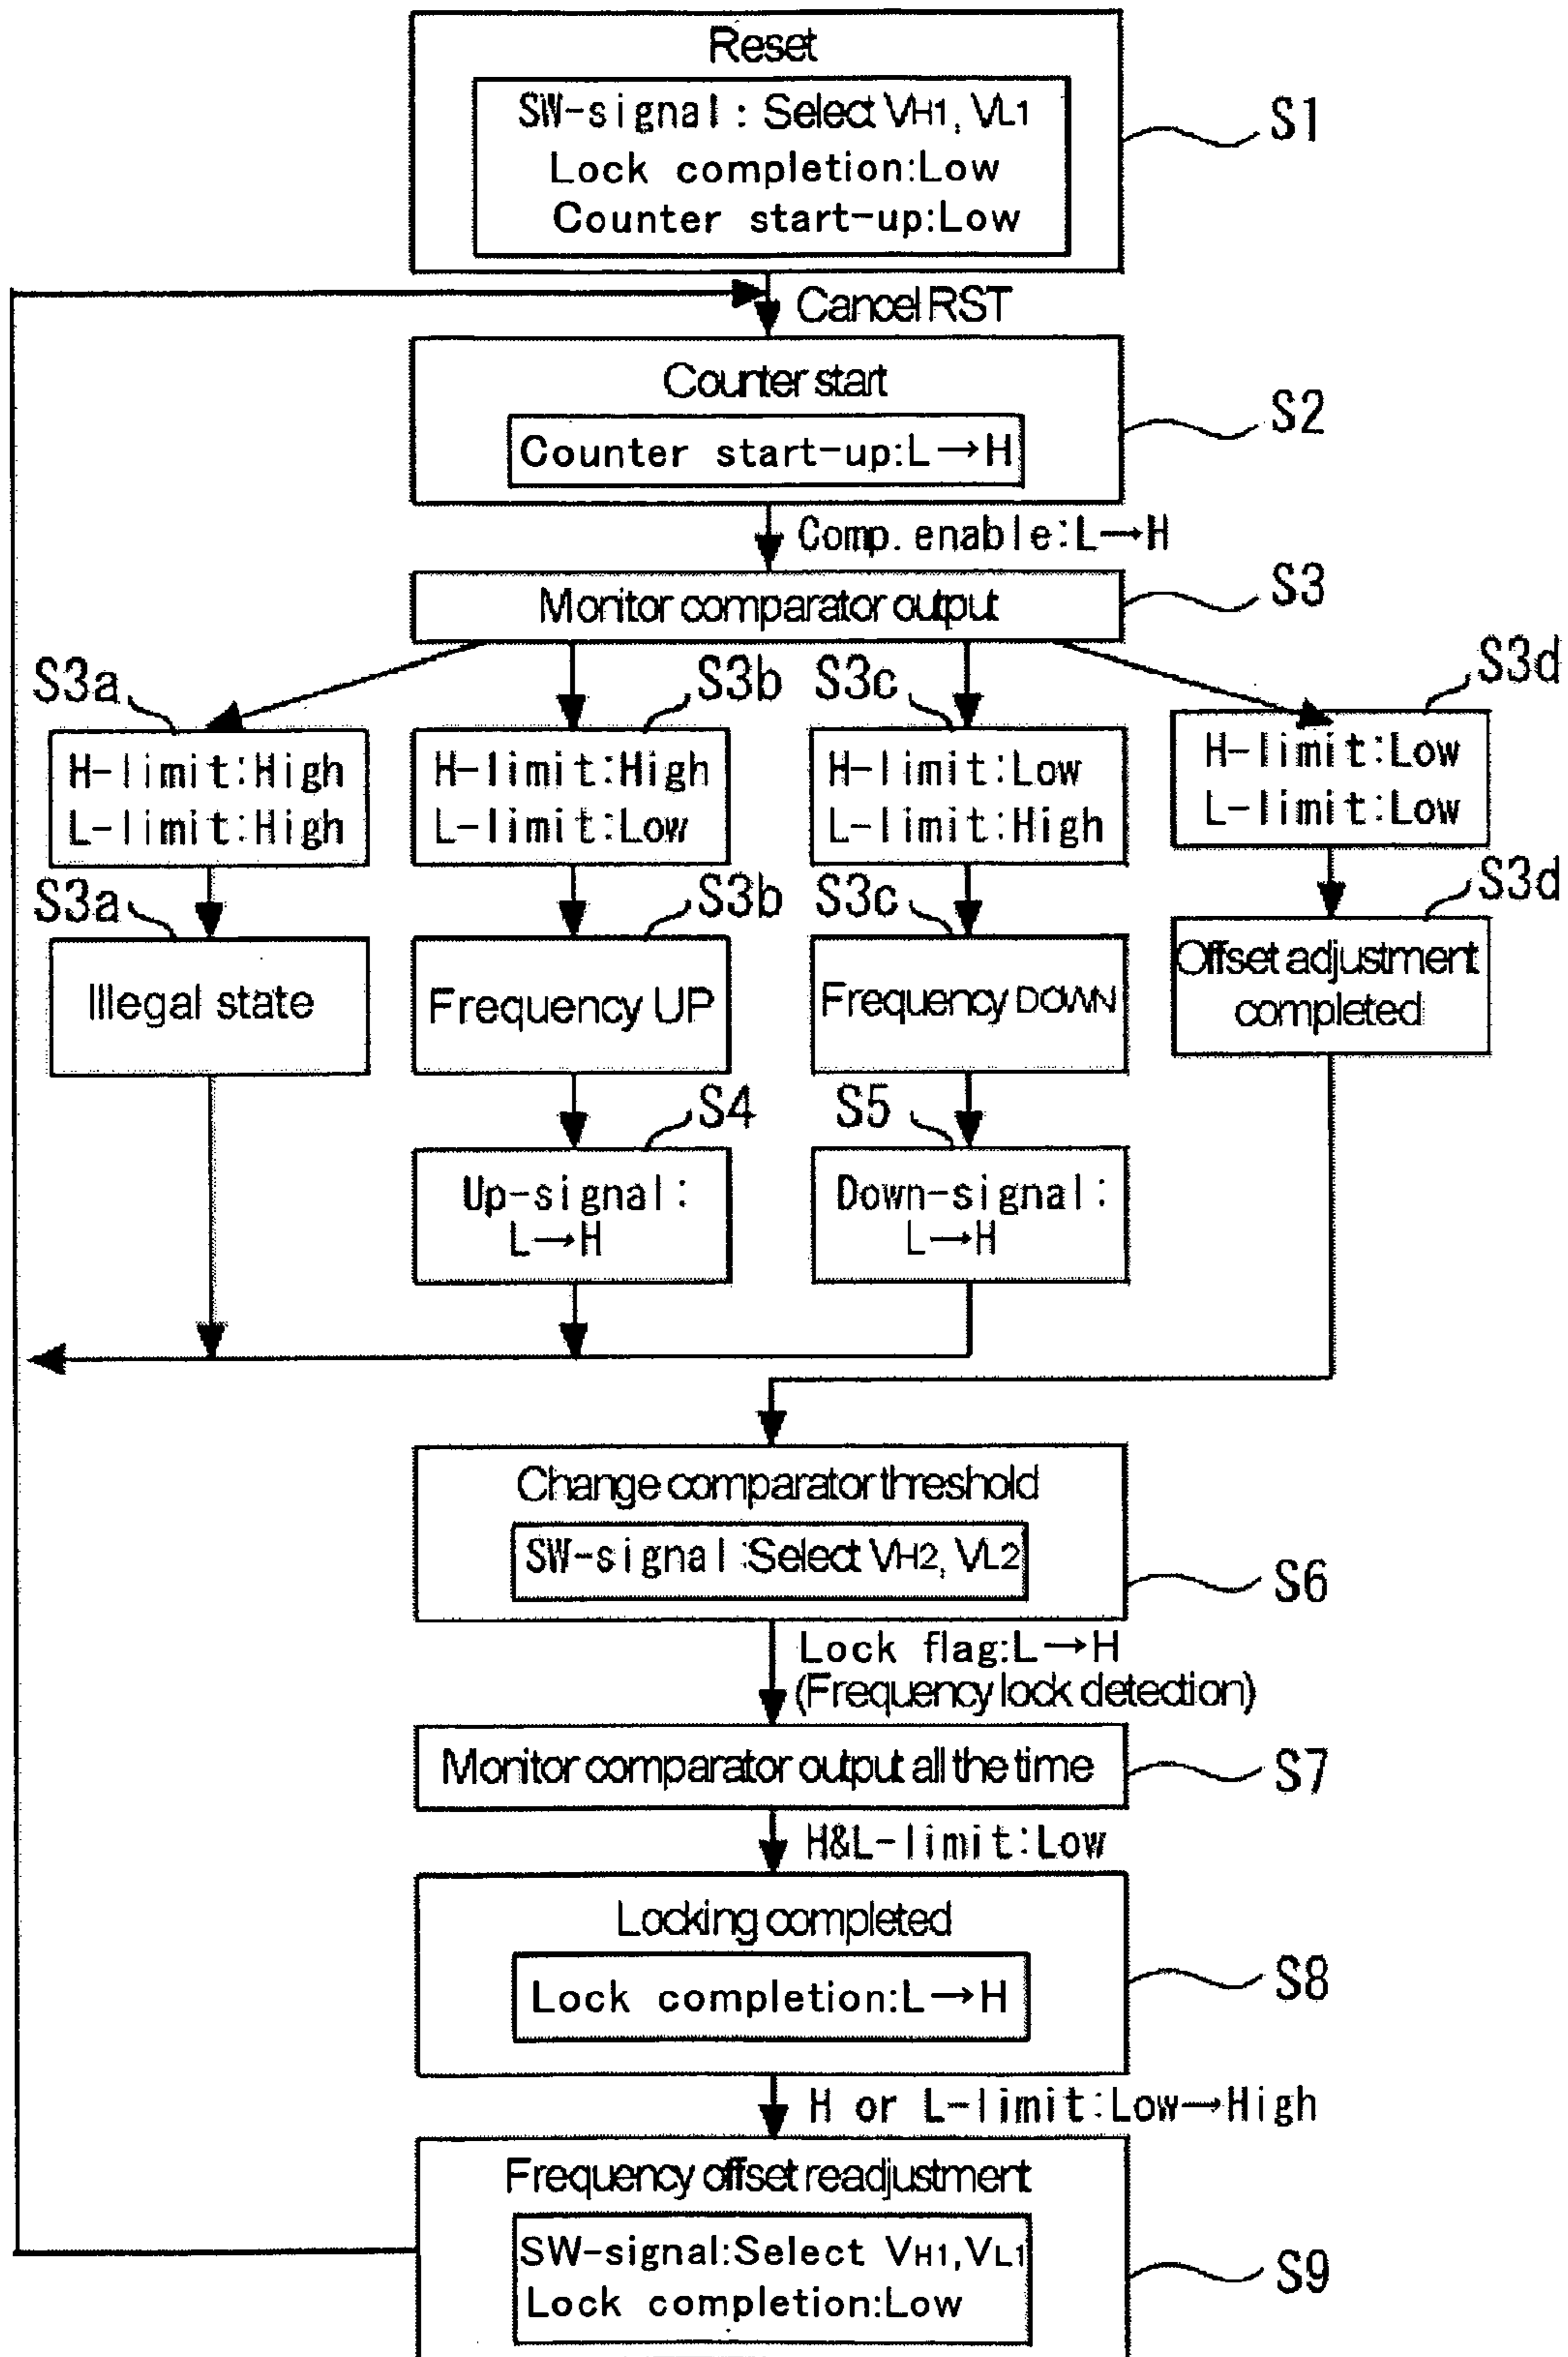 Reset
SW-signal: Select VH1, VL1
Lock completion:Low
Counter start-up:Low
S1
Cancel RST
Counter start
Counter start-up:L→H
S2
Comp. enable:L→H
Monitor comparator output
S3
S3a
H-limit:High
L-limit:High
S3b
H-limit:High
L-limit:Low
S3c
H-limit:Low
L-limit:High
S3d
H-limit:Low
L-limit:Low
S3a
Illegal state
S3b
Frequency UP
S3c
Frequency DOWN
S3d
Offset adjustment
completed
S4
Up-signal:
L→H
S5
Down-signal:
L→H
Change comparator threshold
SW-signal:Select VH2, VL2
S6
Lock flag:L→H
(Frequency lock detection)
Monitor comparator output all the time
S7
H&L-limit:Low
Locking completed
Lock completion:L→H
S8
H or L-limit:Low→High
Frequency offset readjustment
SW-signal:Select VH1,VL1
Lock completion:Low
S9